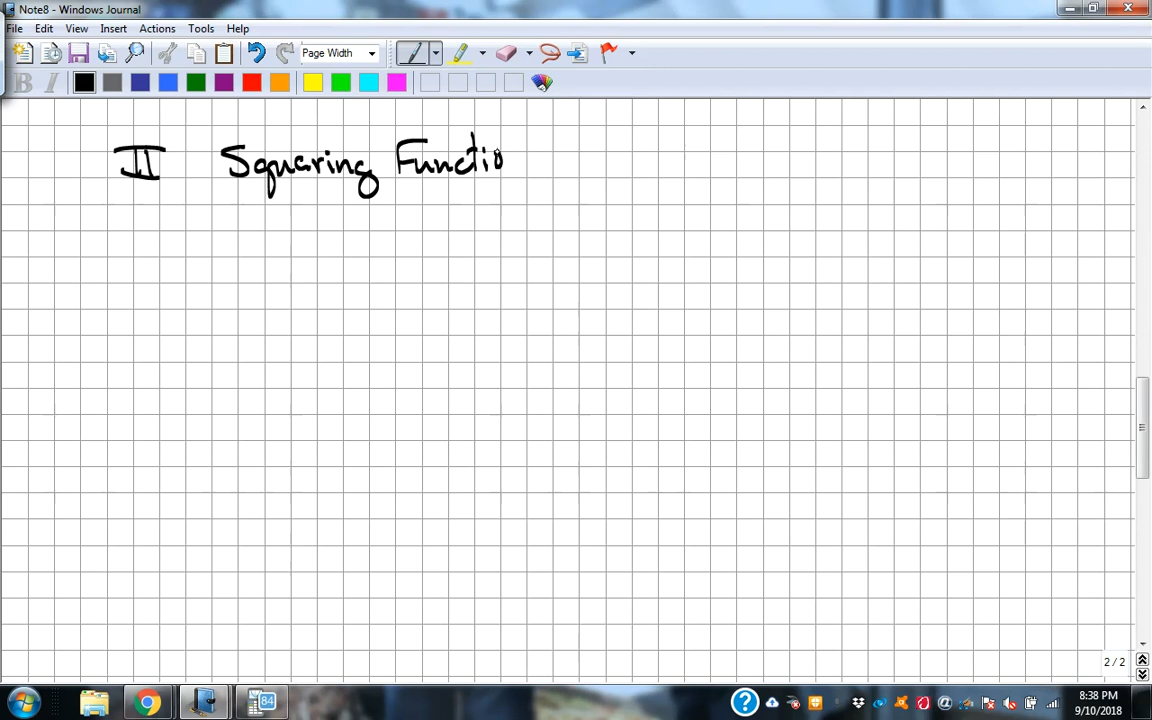 Note8 - Windows Journal
File Edit View Insert Actions Tools Help
Page Width
B I
II Squaring Functio
2 / 2
84
8:38 PM
9/10/2018